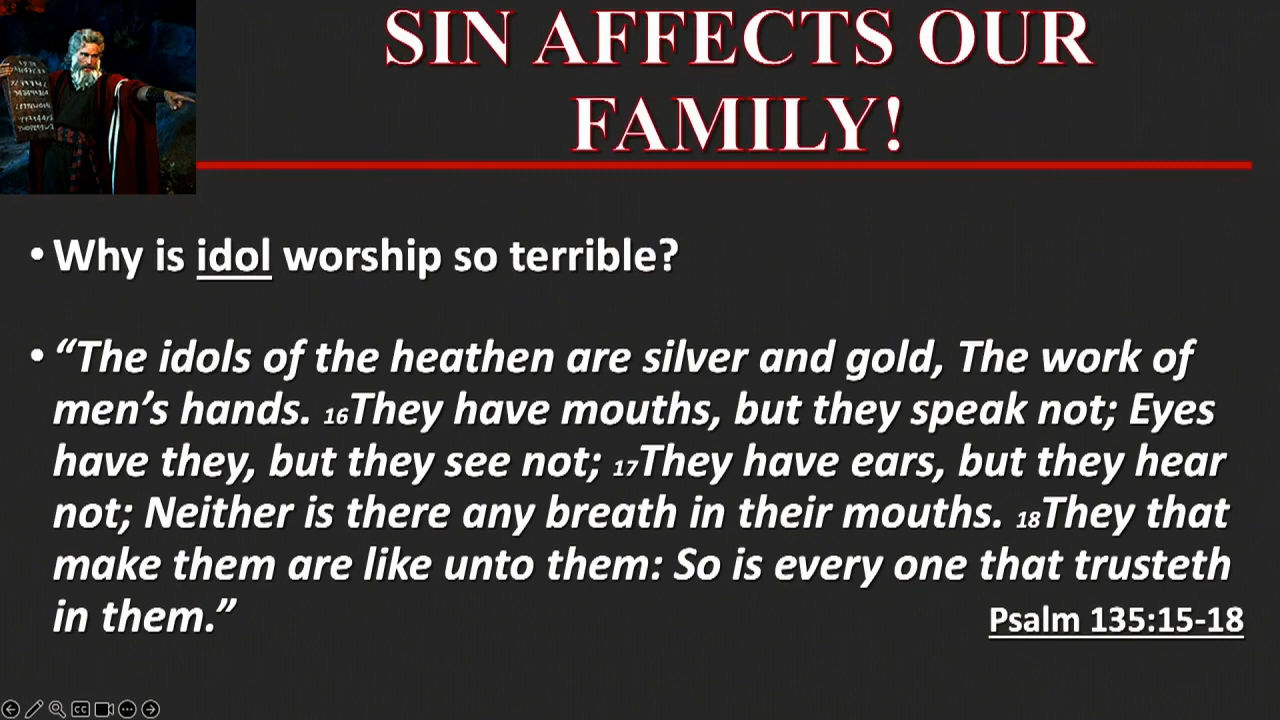 SIN AFFECTS OUR
FAMILY!
• Why is idol worship so terrible?
• “The idols of the heathen are silver and gold, The work of
men’s hands. 16They have mouths, but they speak not; Eyes
have they, but they see not; 17They have ears, but they hear
not; Neither is there any breath in their mouths. 18They that
make them are like unto them: So is every one that trusteth
in them.”
Psalm 135:15-18
CC